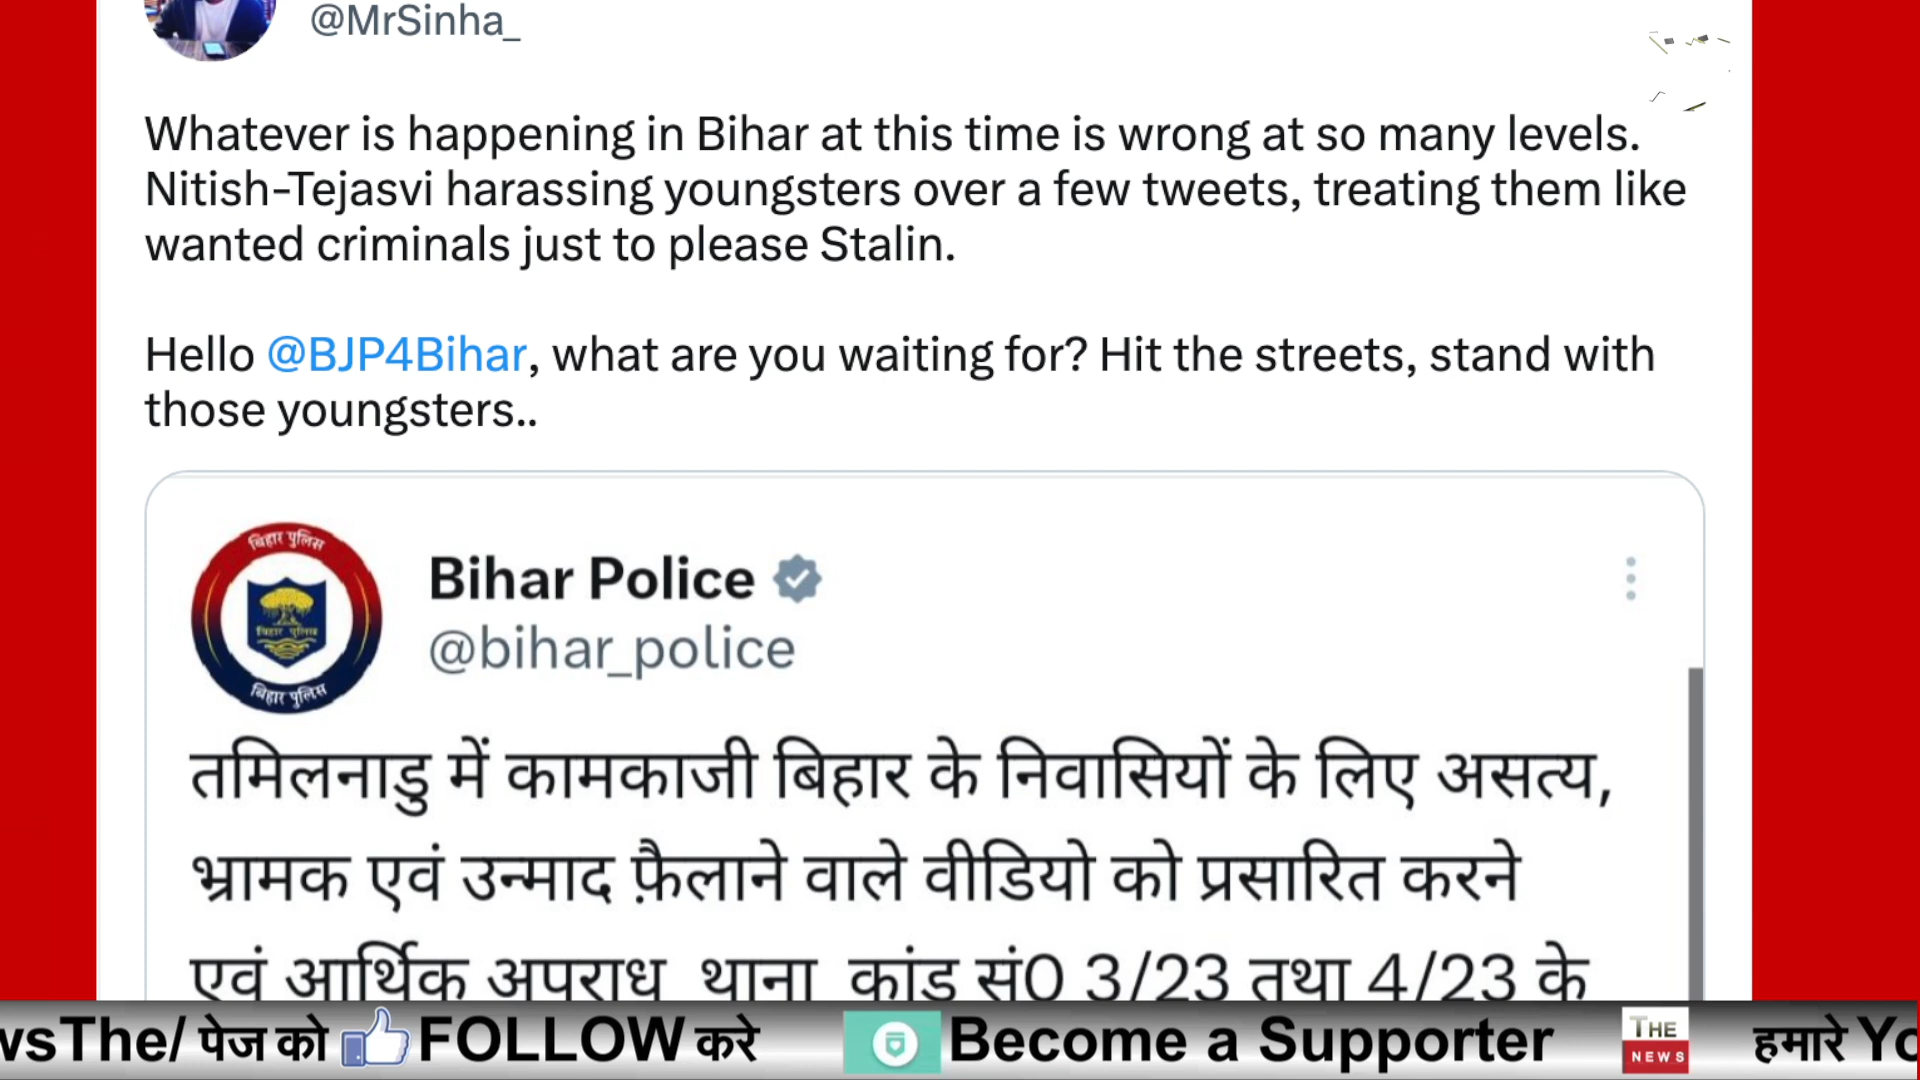 @MrSinha_
Whatever is happening in Bihar at this time is wrong at so many levels.
Nitish-Tejasvi harassing youngsters over a few tweets, treating them like
wanted criminals just to please Stalin.
Hello @BJP4Bihar, what are you waiting for? Hit the streets, stand with
those youngsters..
बिहार पुलिस
बिहार पुलिस
बिहार पुलिस
Bihar Police
@bihar_police
तमिलनाडु में कामकाजी बिहार के निवासियों के लिए असत्य,
भ्रामक एवं उन्माद फ़ैलाने वाले वीडियो को प्रसारित करने
एवं आर्थिक अपराध थाना कांड सं0 3/23 तथा 4/23 के
wsThe/ पेज को FOLLOW करे Become a Supporter THE NEWS हमारे Yo